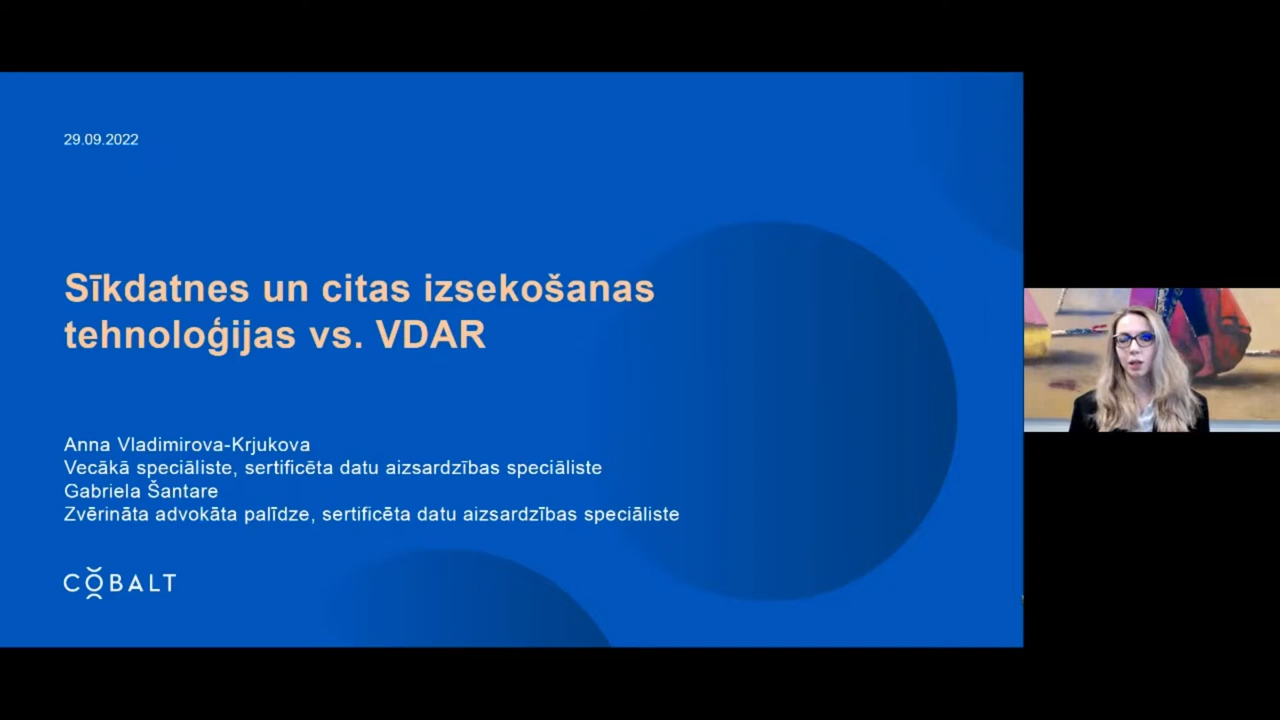 29.09.2022
Sīkdatnes un citas izsekošanas
tehnoloģijas vs. VDAR
Anna Vladimirova-Krjukova
Vecākā speciāliste, sertificēta datu aizsardzības speciāliste
Gabriela Šantare
Zvērināta advokāta palīdze, sertificēta datu aizsardzības speciāliste
COBALT